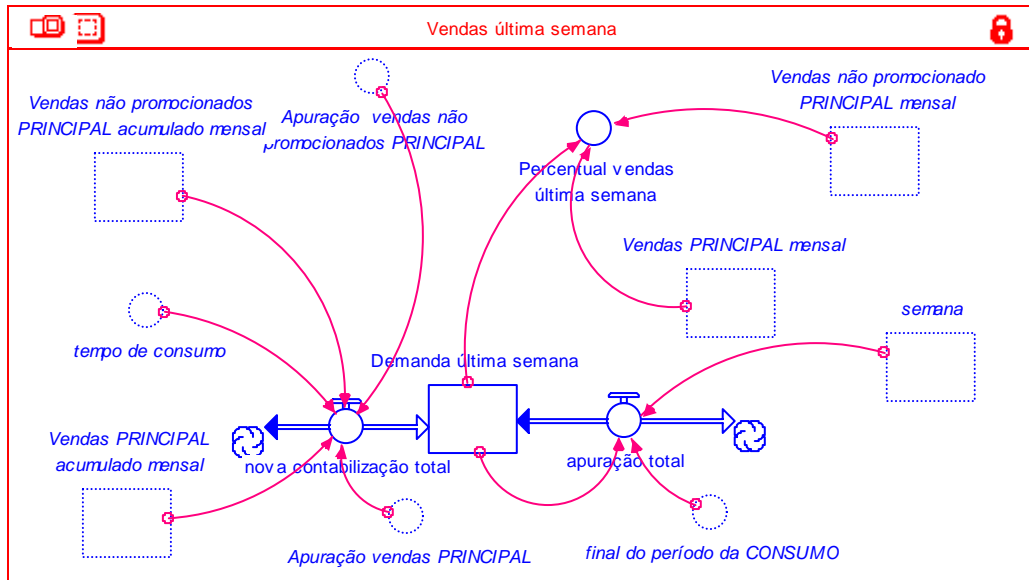 Vendas última semana
Vendas não promocionados
PRINCIPAL acumulado mensal
Apuração vendas não
promocionados PRINCIPAL
Vendas não promocionado
PRINCIPAL mensal
Percentual vendas
última semana
Vendas PRINCIPAL mensal
semana
tempo de consumo
Demanda última semana
Vendas PRINCIPAL
acumulado mensal
nova contabilização total
apuração total
Apuração vendas PRINCIPAL
final do período da CONSUMO